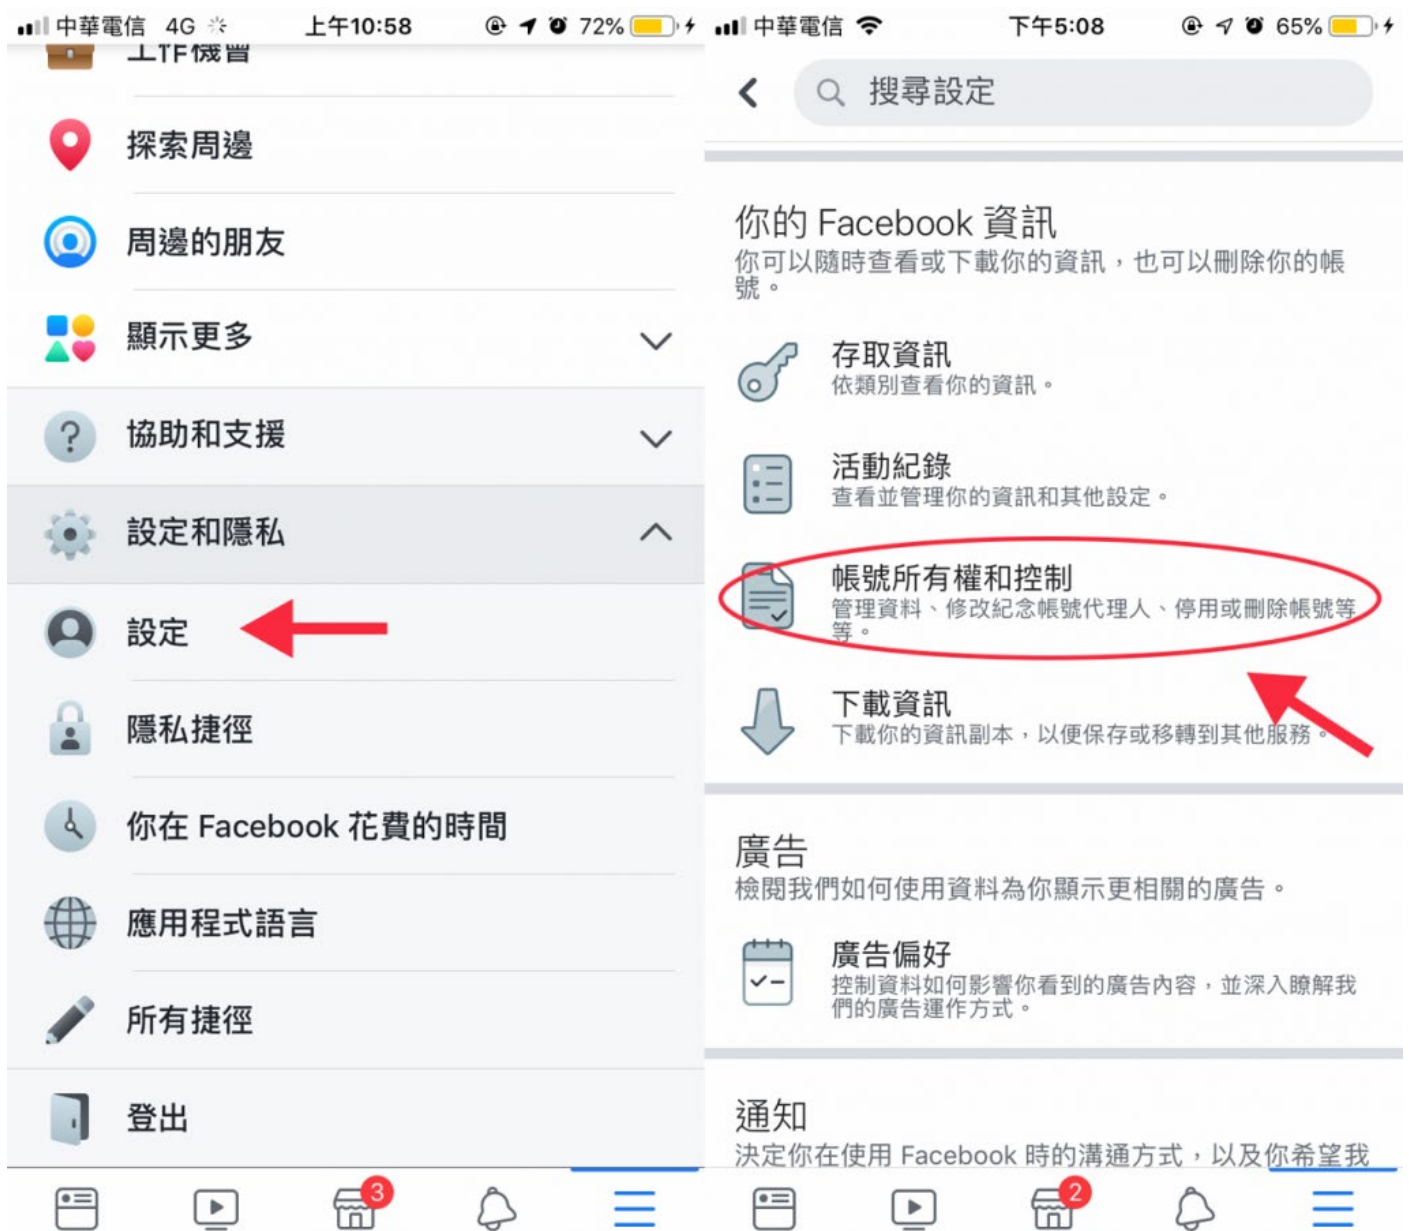 中華電信 4G 上午10:58 72%
工作機會
探索周邊
周邊的朋友
顯示更多
協助和支援
設定和隱私
設定
隱私捷徑
你在 Facebook 花費的時間
應用程式語言
所有捷徑
登出
3
中華電信 下午5:08 65%
搜尋設定
你的 Facebook 資訊
你可以隨時查看或下載你的資訊，也可以刪除你的帳
號。
存取資訊
依類別查看你的資訊。
活動紀錄
查看並管理你的資訊和其他設定。
帳號所有權和控制
管理資料、修改紀念帳號代理人、停用或刪除帳號等
等。
下載資訊
下載你的資訊副本，以便保存或移轉到其他服務。
廣告
檢閱我們如何使用資料為你顯示更相關的廣告。
廣告偏好
控制資料如何影響你看到的廣告內容，並深入瞭解我
們的廣告運作方式。
通知
決定你在使用 Facebook 時的溝通方式，以及你希望我
2